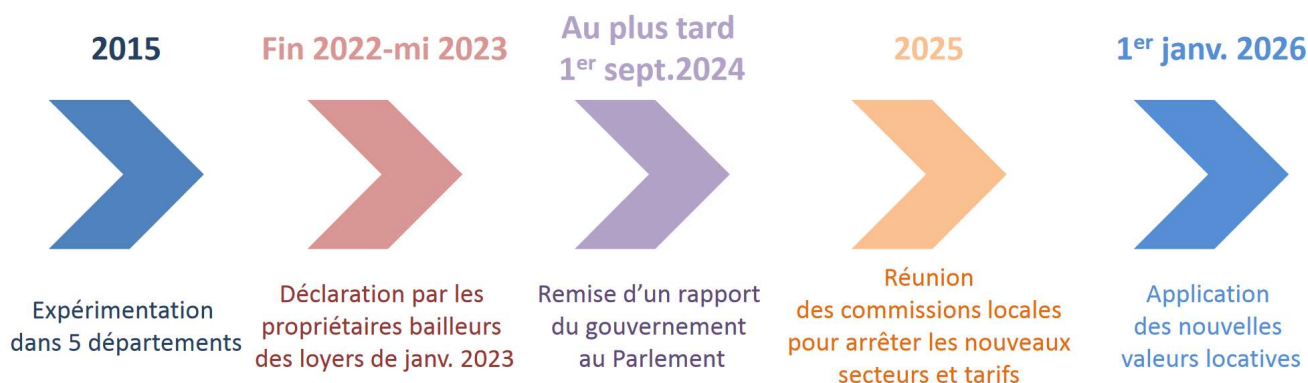 2015
Expérimentation
dans 5 départements
Fin 2022-mi 2023
Déclaration par les
propriétaires bailleurs
des loyers de janv. 2023
Au plus tard
1er sept.2024
Remise d’un rapport
du gouvernement
au Parlement
2025
Réunion
des commissions locales
pour arrêter les nouveaux
secteurs et tarifs
1er janv. 2026
Application
des nouvelles
valeurs locatives